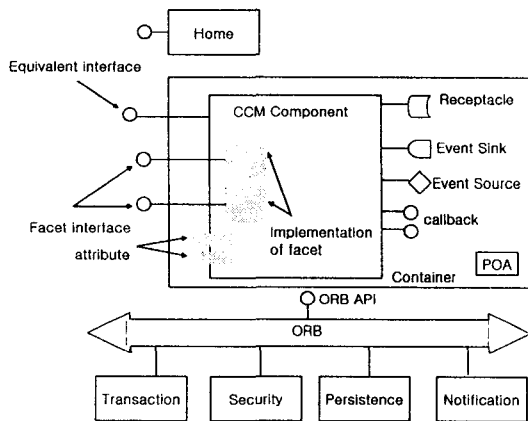 Home
Equivalent interface
CCM Component
Receptacle
Event Sink
Event Source
callback
Facet interface
attribute
Implementation
of facet
POA
Container
ORB API
ORB
Transaction
Security
Persistence
Notification